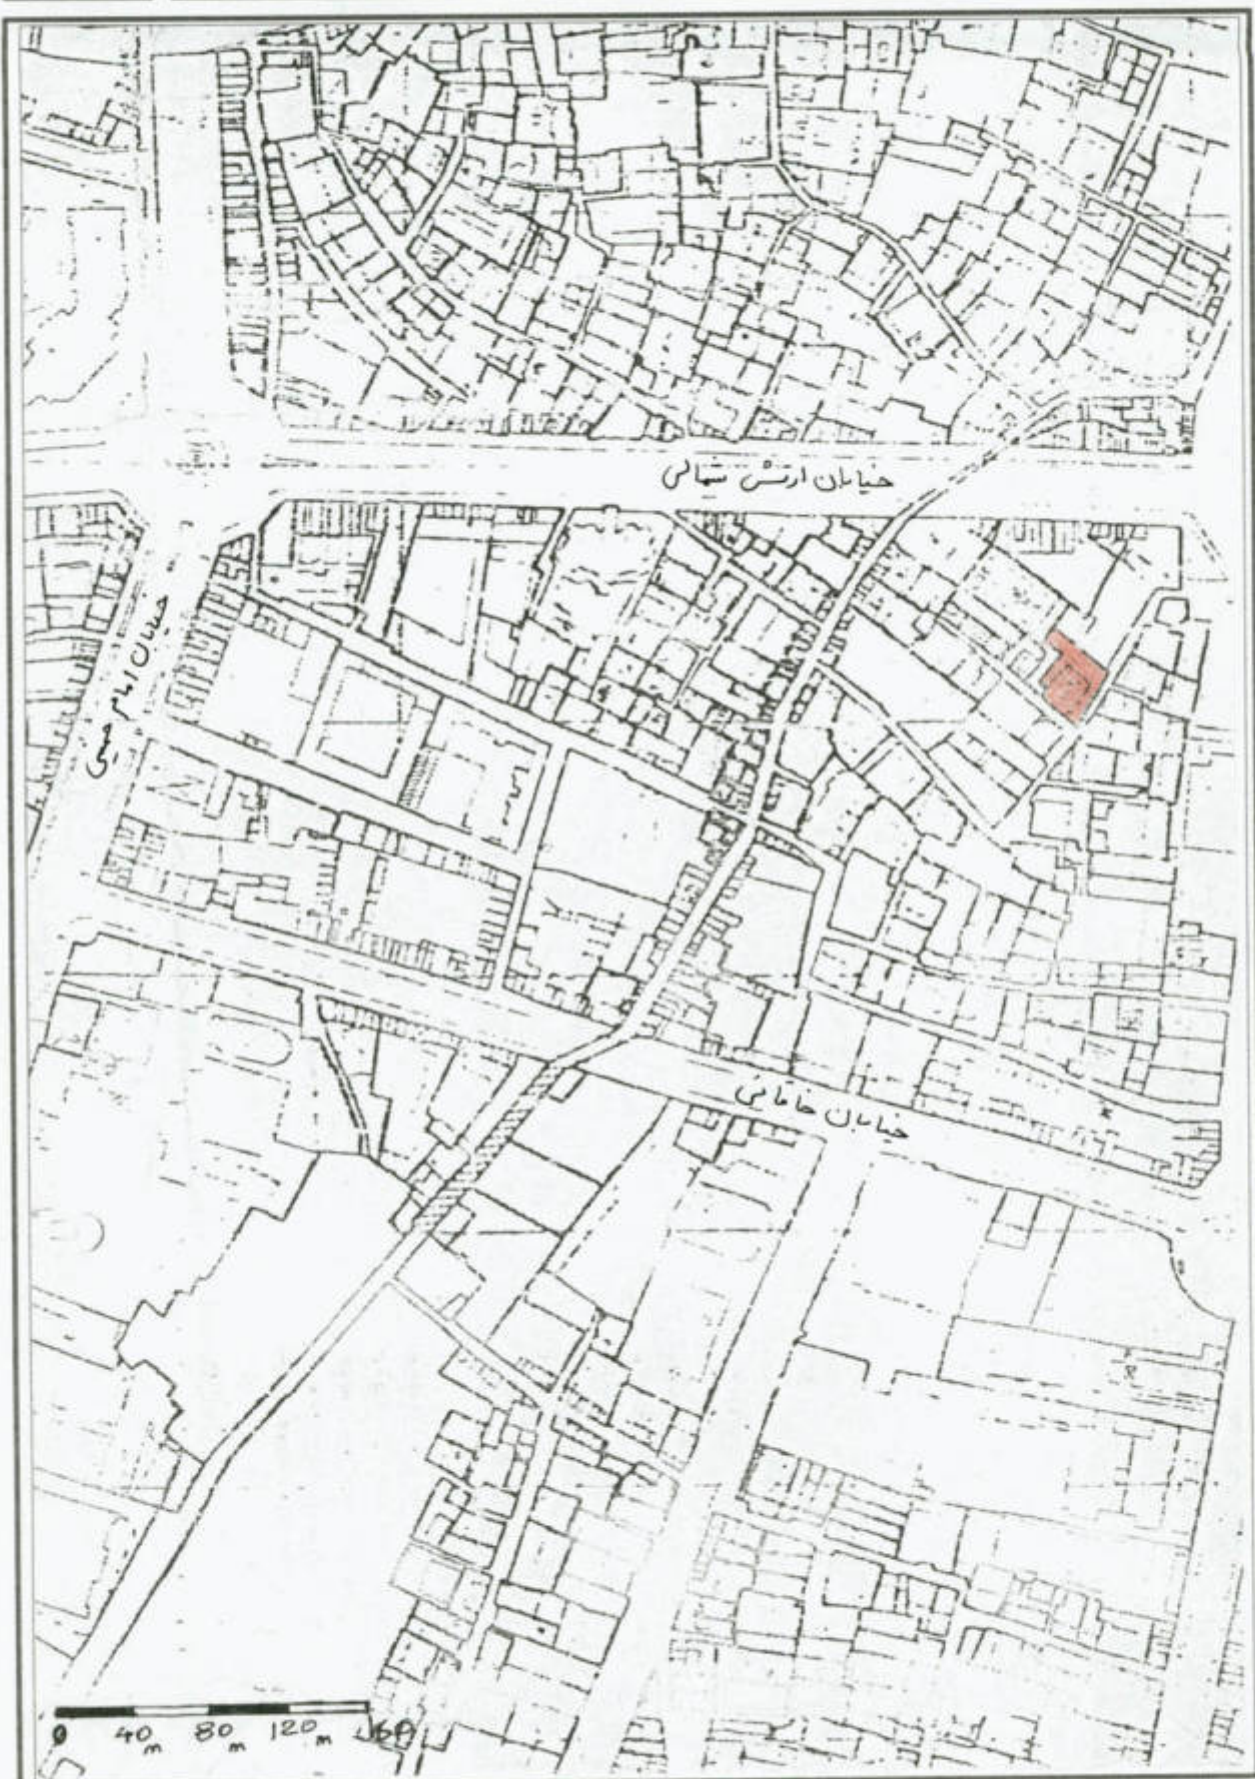 خیابان ارتش شمالی
خیابان امام خمینی
خیابان خاقانی
0 40m 80m 120m 160